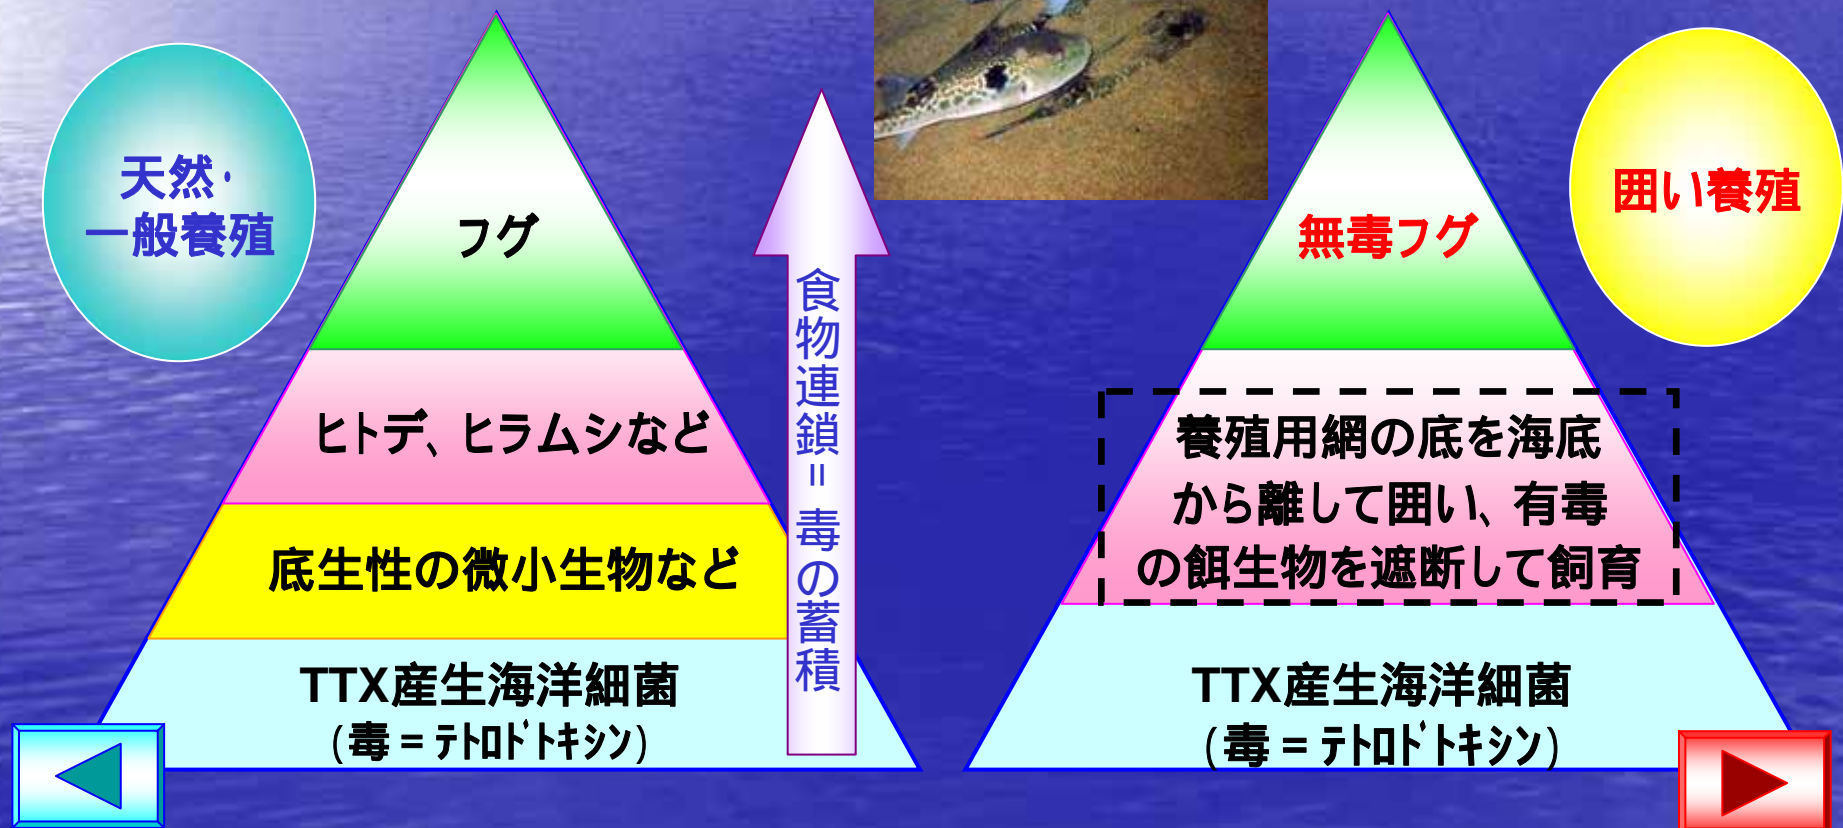 天然・
一般養殖
フグ
ヒトデ、ヒラムシなど
底生性の微小生物など
TTX産生海洋細菌
(毒 = ﾃﾄﾛﾄﾞﾄｷｼﾝ)
食物連鎖=毒の蓄積
囲い養殖
無毒フグ
養殖用網の底を海底
から離して囲い、有毒
の餌生物を遮断して飼育
TTX産生海洋細菌
(毒 = ﾃﾄﾛﾄﾞﾄｷｼﾝ)